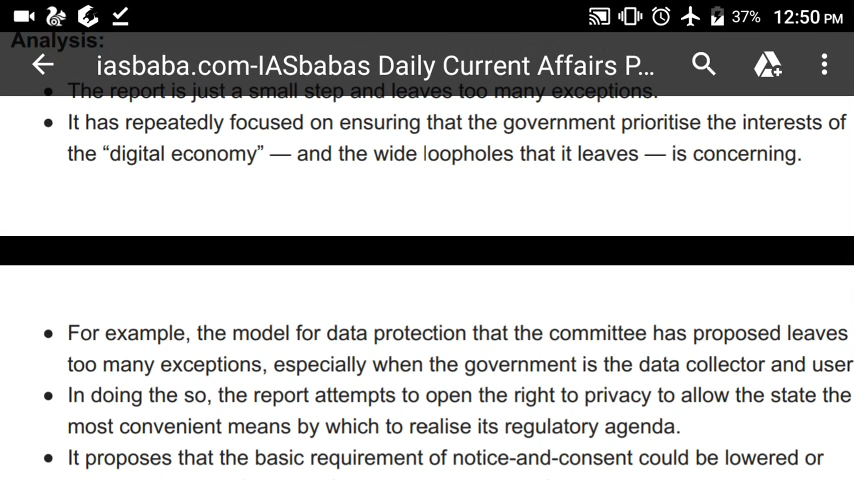 37% 12:50 PM
Analysis:
iasbaba.com-IASbabas Daily Current Affairs P...
The report is just a small step and leaves too many exceptions.
It has repeatedly focused on ensuring that the government prioritise the interests of
the “digital economy” — and the wide loopholes that it leaves — is concerning.
For example, the model for data protection that the committee has proposed leaves
too many exceptions, especially when the government is the data collector and user
In doing the so, the report attempts to open the right to privacy to allow the state the
most convenient means by which to realise its regulatory agenda.
It proposes that the basic requirement of notice-and-consent could be lowered or